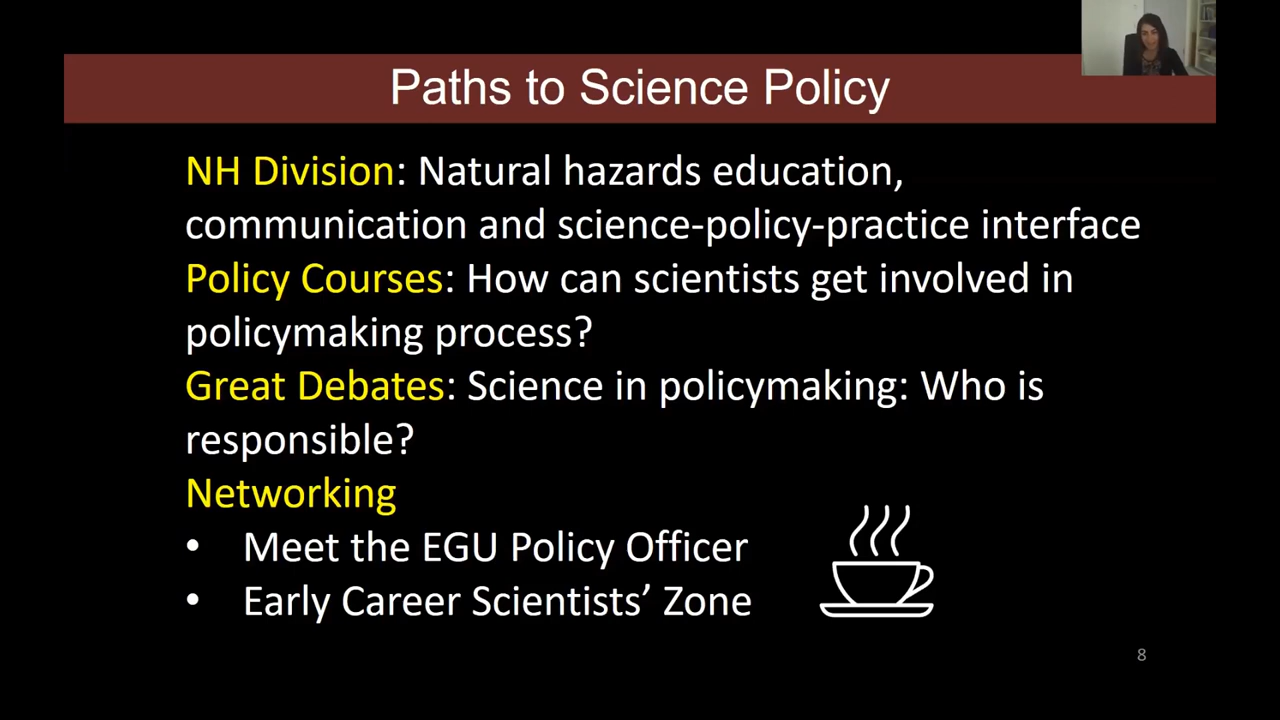 Paths to Science Policy
NH Division: Natural hazards education,
communication and science-policy-practice interface
Policy Courses: How can scientists get involved in
policymaking process?
Great Debates: Science in policymaking: Who is
responsible?
Networking
• Meet the EGU Policy Officer
• Early Career Scientists’ Zone
8